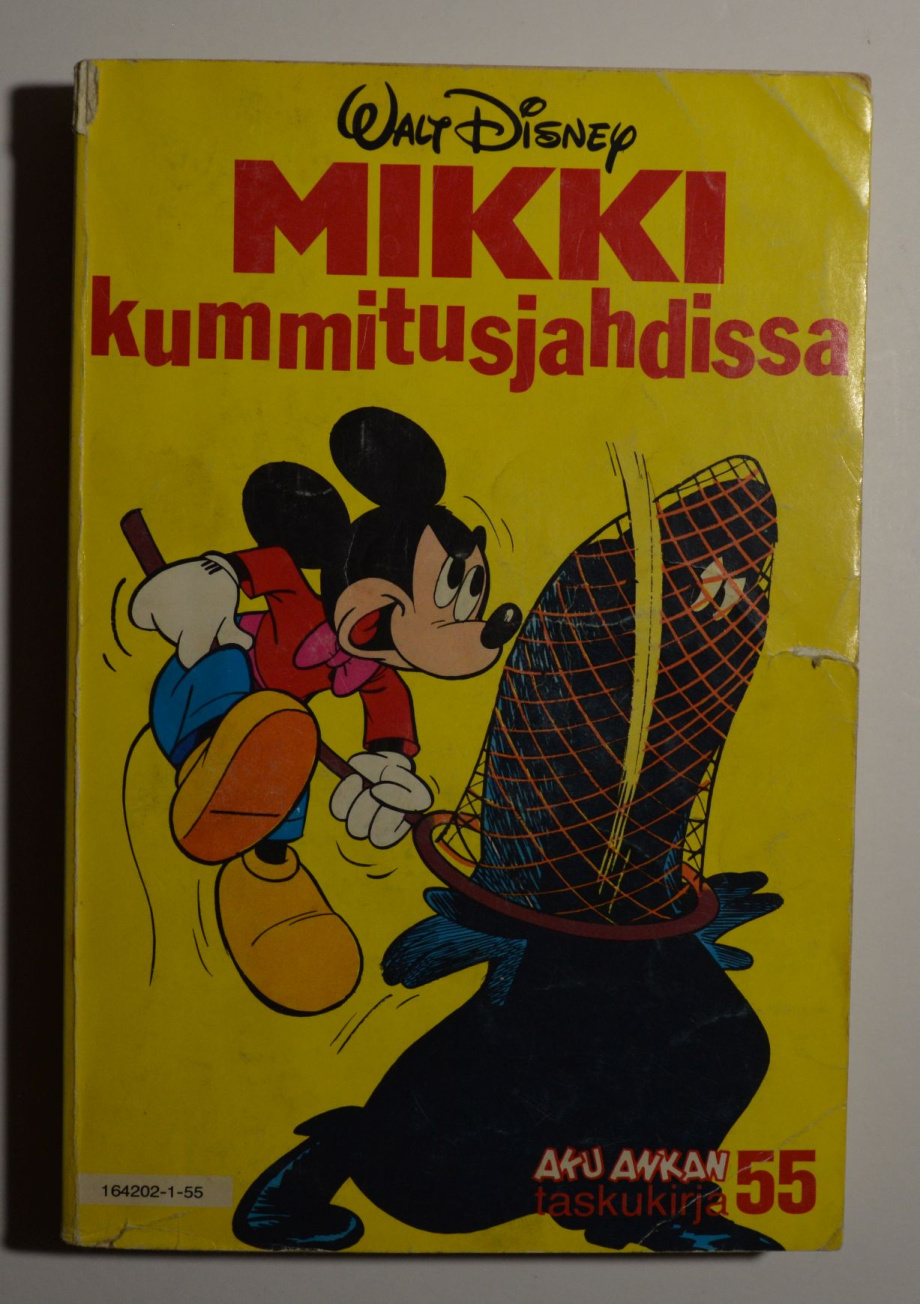 WALT DISNEY
MIKKI
kummitusjahdissa
AKU ANKAN
taskukirja 55
164202-1-55